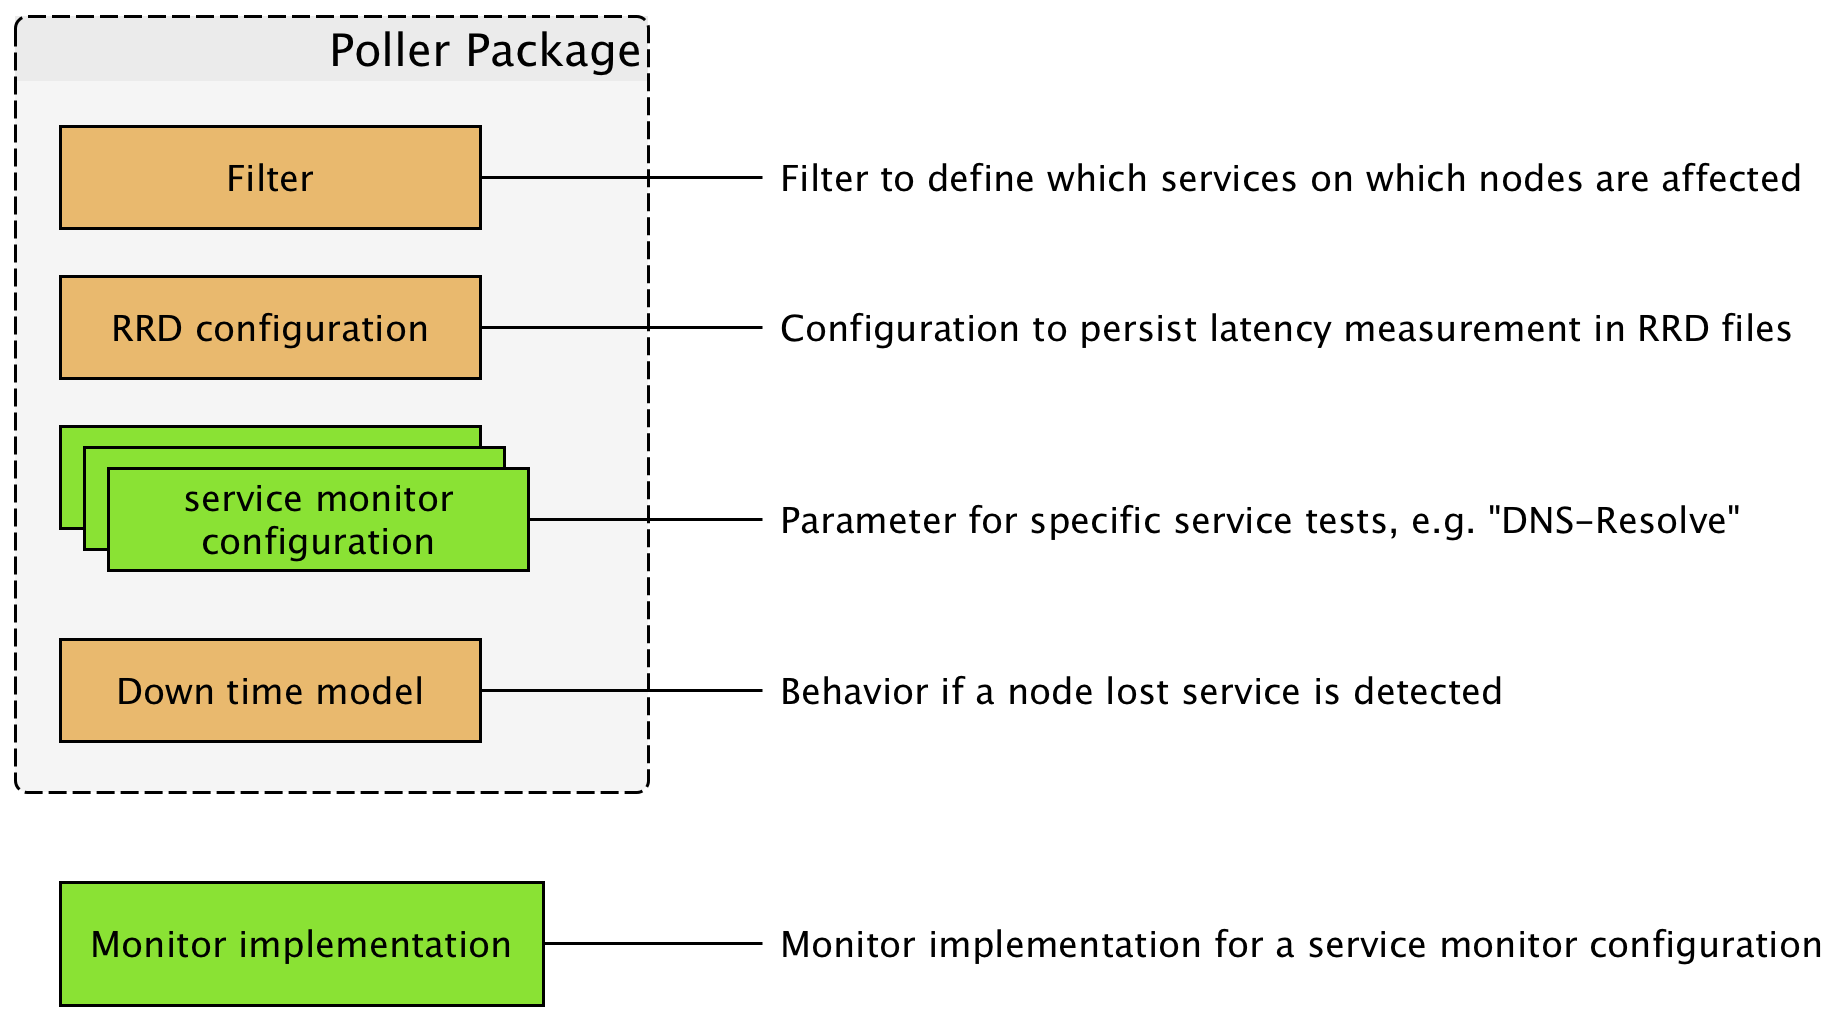 Poller Package
Filter
Filter to define which services on which nodes are affected
RRD configuration
Configuration to persist latency measurement in RRD files
service monitor
configuration
Parameter for specific service tests, e.g. "DNS-Resolve"
Down time model
Behavior if a node lost service is detected
Monitor implementation
Monitor implementation for a service monitor configuration